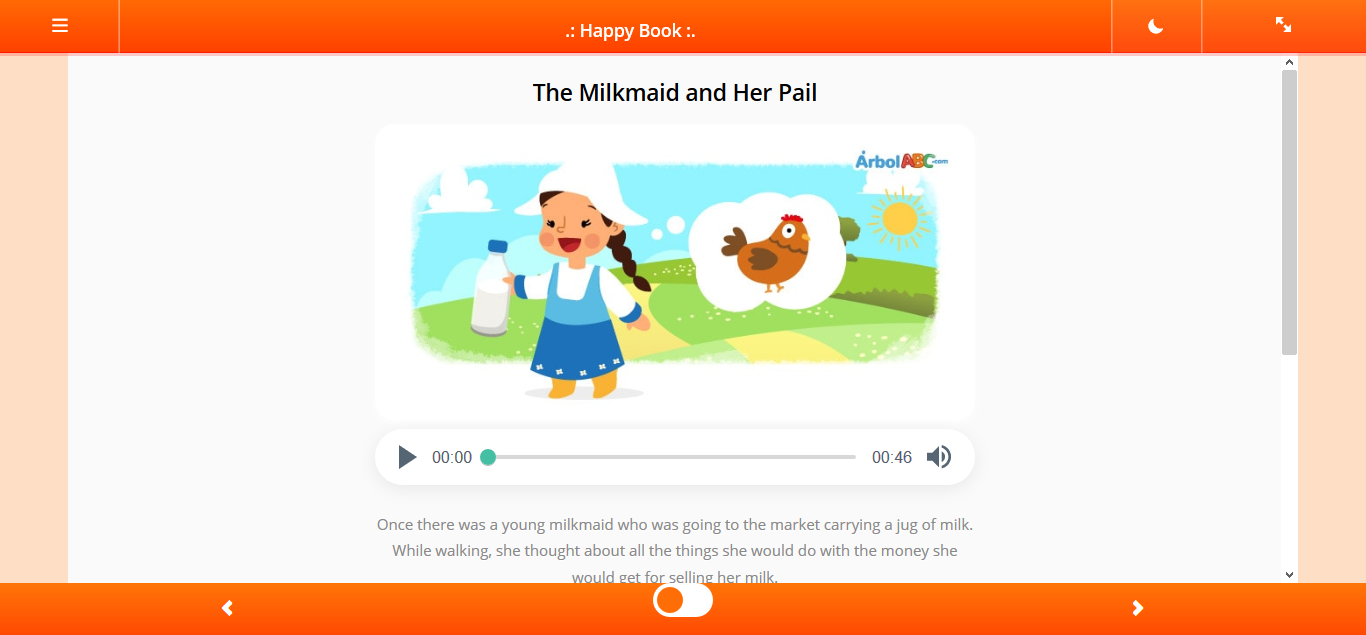 .: Happy Book :.
The Milkmaid and Her Pail
ÁrbolABC.com
00:00
00:46
Once there was a young milkmaid who was going to the market carrying a jug of milk.
While walking, she thought about all the things she would do with the money she
would get for selling her milk.